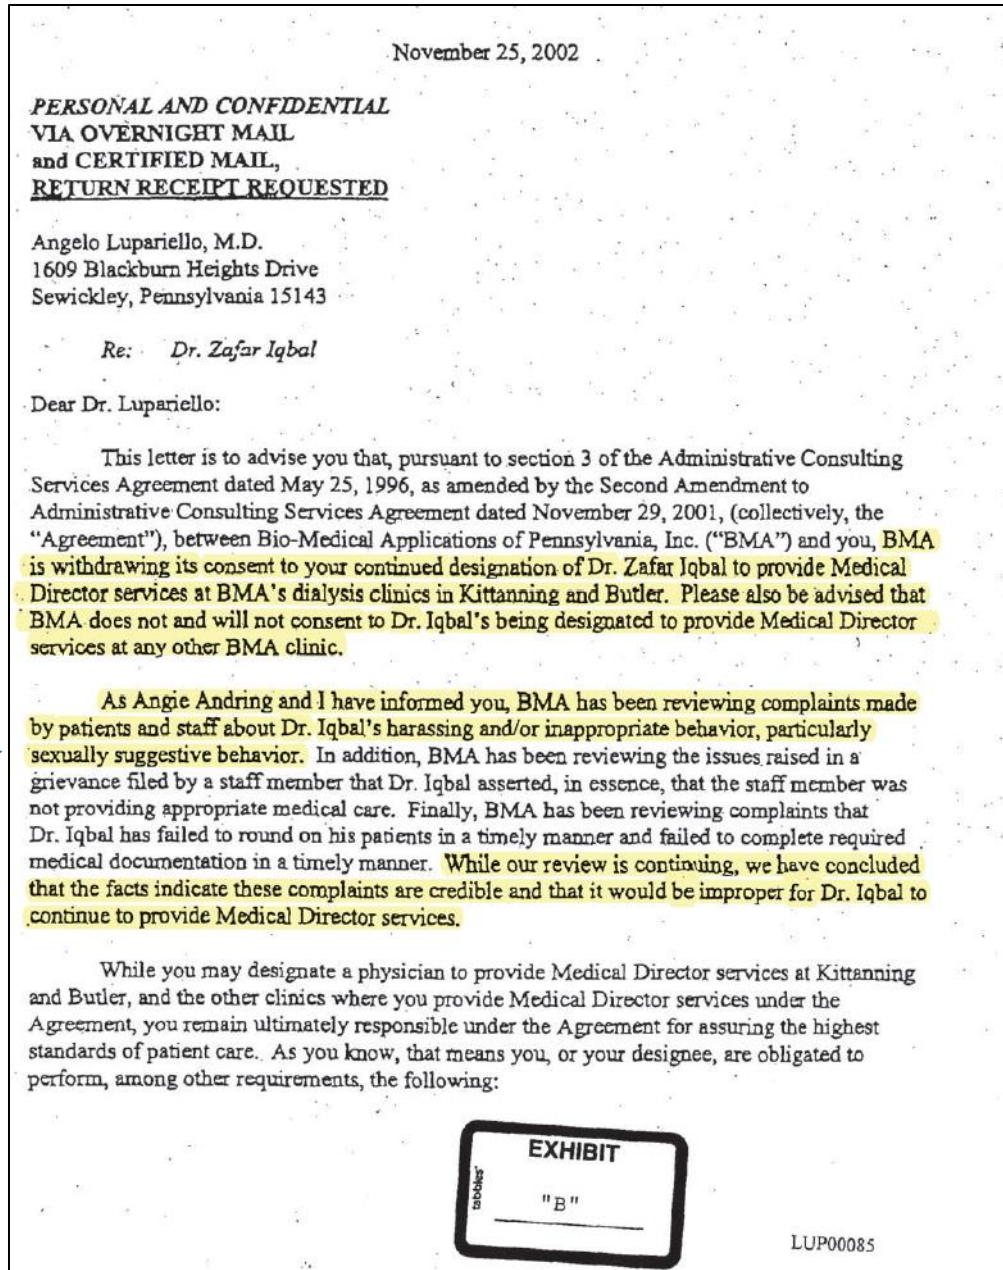 November 25, 2002
PERSONAL AND CONFIDENTIAL
VIA OVERNIGHT MAIL
and CERTIFIED MAIL,
RETURN RECEIPT REQUESTED
Angelo Lupariello, M.D.
1609 Blackburn Heights Drive
Sewickley, Pennsylvania 15143
Re: Dr. Zafar Iqbal
Dear Dr. Lupariello:
This letter is to advise you that, pursuant to section 3 of the Administrative Consulting
Services Agreement dated May 25, 1996, as amended by the Second Amendment to
Administrative Consulting Services Agreement dated November 29, 2001, (collectively, the
“Agreement”), between Bio-Medical Applications of Pennsylvania, Inc. (“BMA”) and you, BMA
is withdrawing its consent to your continued designation of Dr. Zafar Iqbal to provide Medical
Director services at BMA's dialysis clinics in Kittanning and Butler. Please also be advised that
BMA does not and will not consent to Dr. Iqbal's being designated to provide Medical Director
services at any other BMA clinic.
As Angie Andring and I have informed you, BMA has been reviewing complaints made
by patients and staff about Dr. Iqbal's harassing and/or inappropriate behavior, particularly
sexually suggestive behavior. In addition, BMA has been reviewing the issues raised in a
grievance filed by a staff member that Dr. Iqbal asserted, in essence, that the staff member was
not providing appropriate medical care. Finally, BMA has been reviewing complaints that
Dr. Iqbal has failed to round on his patients in a timely manner and failed to complete required
medical documentation in a timely manner. While our review is continuing, we have concluded
that the facts indicate these complaints are credible and that it would be improper for Dr. Iqbal to
continue to provide Medical Director services.
While you may designate a physician to provide Medical Director services at Kittanning
and Butler, and the other clinics where you provide Medical Director services under the
Agreement, you remain ultimately responsible under the Agreement for assuring the highest
standards of patient care. As you know, that means you, or your designee, are obligated to
perform, among other requirements, the following:
EXHIBIT
tabbies'
"B"
LUP00085